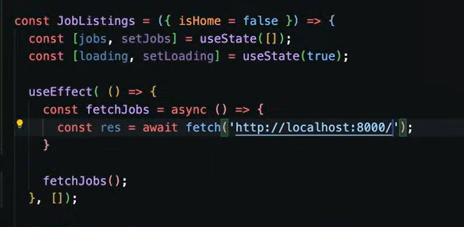 const JobListings = ({ isHome = false }) => {
  const [jobs, setJobs] = useState([]);
  const [loading, setLoading] = useState(true);

  useEffect( () => {
    const fetchJobs = async () => {
      const res = await fetch('http://localhost:8000/');
    }

    fetchJobs();
  }, []);